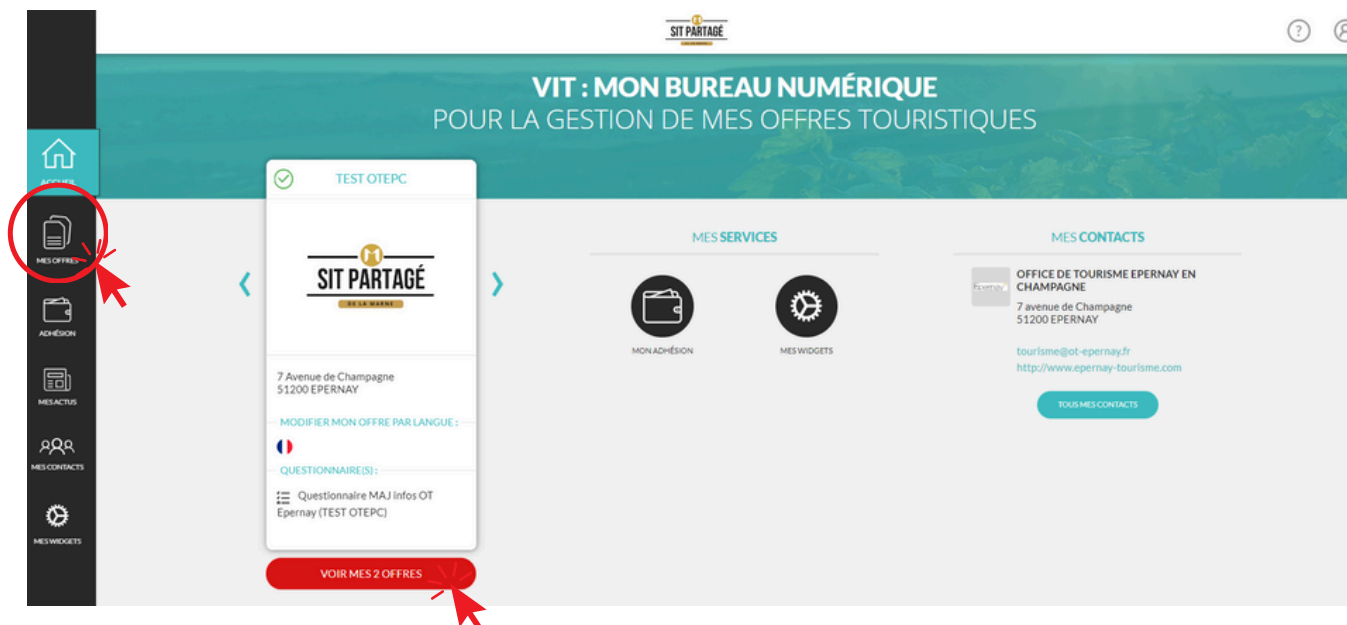 SIT PARTAGÉ
?
VIT : MON BUREAU NUMÉRIQUE
POUR LA GESTION DE MES OFFRES TOURISTIQUES
ACCUEIL
MES OFFRES
ADHÉSION
MES ACTUS
MES CONTACTS
MES WIDGETS
TEST OTEPC
SIT PARTAGÉ
DE LA MARNE
7 Avenue de Champagne
51200 EPERNAY
MODIFIER MON OFFRE PAR LANGUE :
QUESTIONNAIRE(S) :
Questionnaire MAJ infos OT
Epernay (TEST OTEPC)
VOIR MES 2 OFFRES
MES SERVICES
MON ADHÉSION
MES WIDGETS
MES CONTACTS
Epernay
OFFICE DE TOURISME EPERNAY EN
CHAMPAGNE
7 avenue de Champagne
51200 EPERNAY
tourisme@ot-epernay.fr
http://www.epernay-tourisme.com
TOUS MES CONTACTS